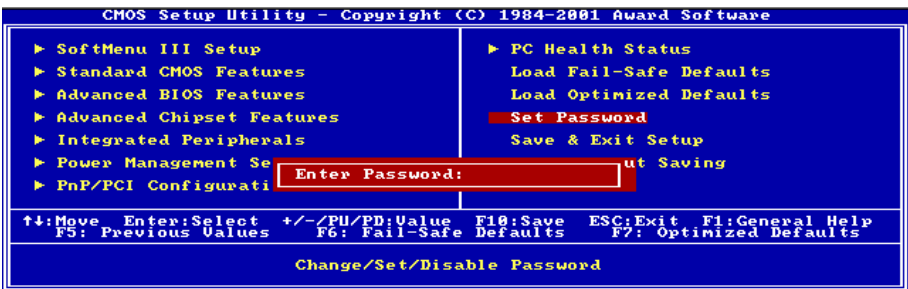 CMOS Setup Utility – Copyright (C) 1984-2001 Award Software
SoftMenu III Setup
Standard CMOS Features
Advanced BIOS Features
Advanced Chipset Features
Integrated Peripherals
Power Management Se
PnP/PCI Configurati
PC Health Status
Load Fail-Safe Defaults
Load Optimized Defaults
Set Password
Save & Exit Setup
ut Saving
Enter Password:
↑↓:Move Enter:Select +/-/PU/PD:Value F10:Save ESC:Exit F1:General Help
F5: Previous Values F6: Fail-Safe Defaults F7: Optimized Defaults
Change/Set/Disable Password